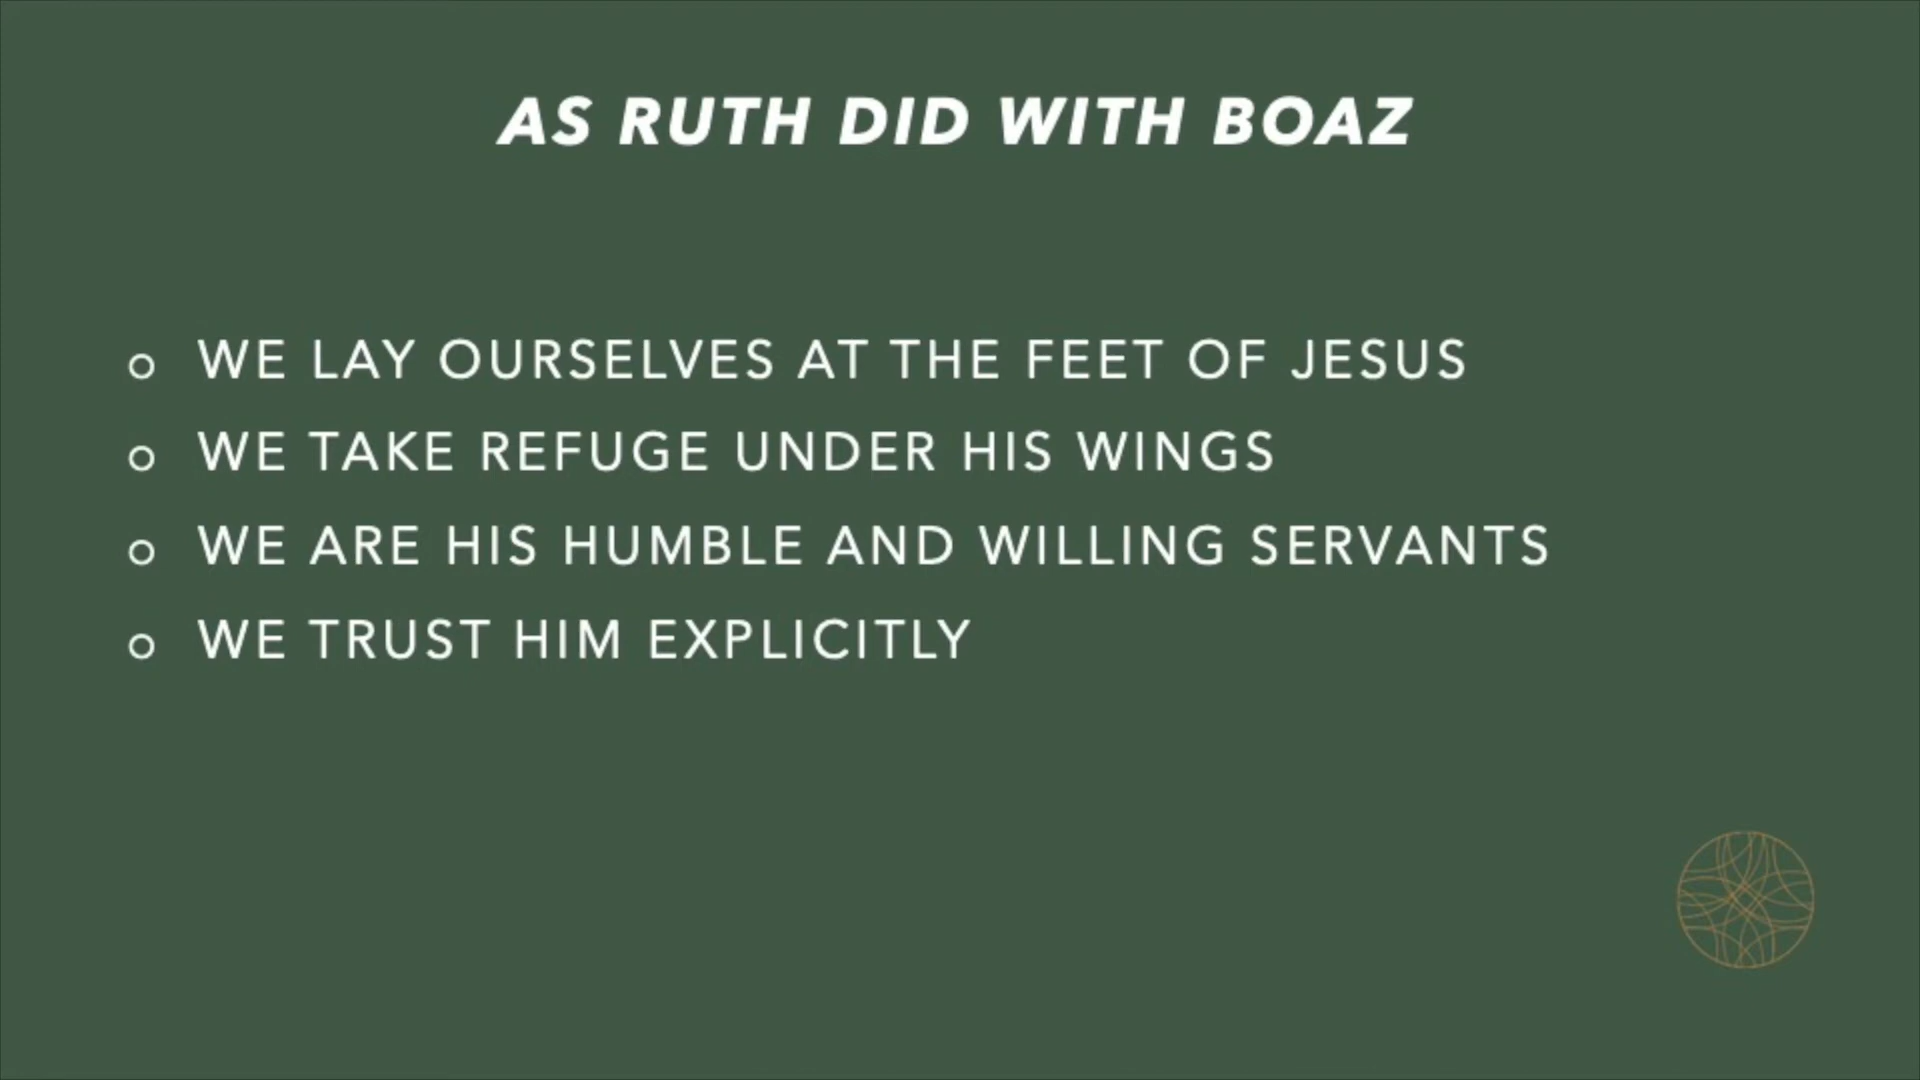 AS RUTH DID WITH BOAZ
WE LAY OURSELVES AT THE FEET OF JESUS
WE TAKE REFUGE UNDER HIS WINGS
WE ARE HIS HUMBLE AND WILLING SERVANTS
WE TRUST HIM EXPLICITLY